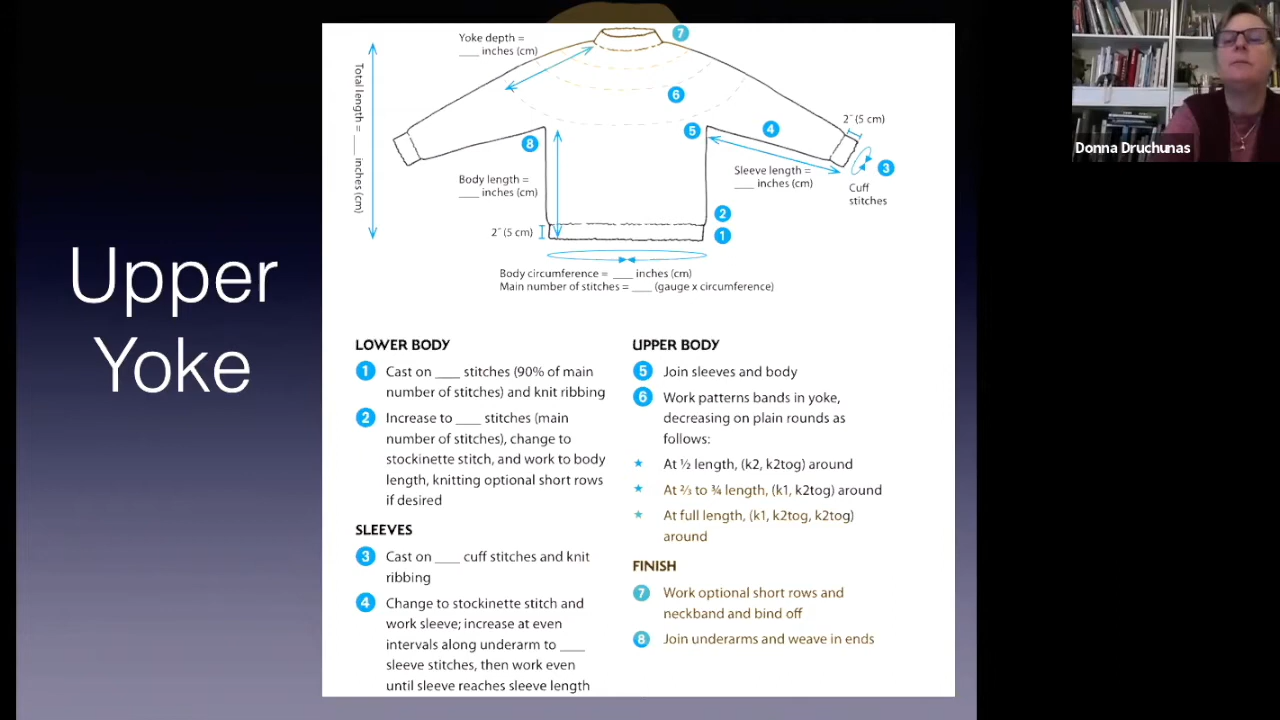 Upper
Yoke
Yoke depth =
____ inches (cm)
7
Total length = ____ inches (cm)
6
5
4
2″ (5 cm)
8
3
Sleeve length =
____ inches (cm)
Cuff
stitches
Body length =
____ inches (cm)
2
2″ (5 cm)
1
Body circumference = ____ inches (cm)
Main number of stitches = ____ (gauge x circumference)
LOWER BODY
1 Cast on ____ stitches (90% of main
number of stitches) and knit ribbing
2 Increase to ____ stitches (main
number of stitches), change to
stockinette stitch, and work to body
length, knitting optional short rows
if desired
SLEEVES
3 Cast on ____ cuff stitches and knit
ribbing
4 Change to stockinette stitch and
work sleeve; increase at even
intervals along underarm to ____
sleeve stitches, then work even
until sleeve reaches sleeve length
UPPER BODY
5 Join sleeves and body
6 Work patterns bands in yoke,
decreasing on plain rounds as
follows:
★ At ½ length, (k2, k2tog) around
★ At ⅔ to ¾ length, (k1, k2tog) around
★ At full length, (k1, k2tog, k2tog)
around
FINISH
7 Work optional short rows and
neckband and bind off
8 Join underarms and weave in ends
Donna Druchunas